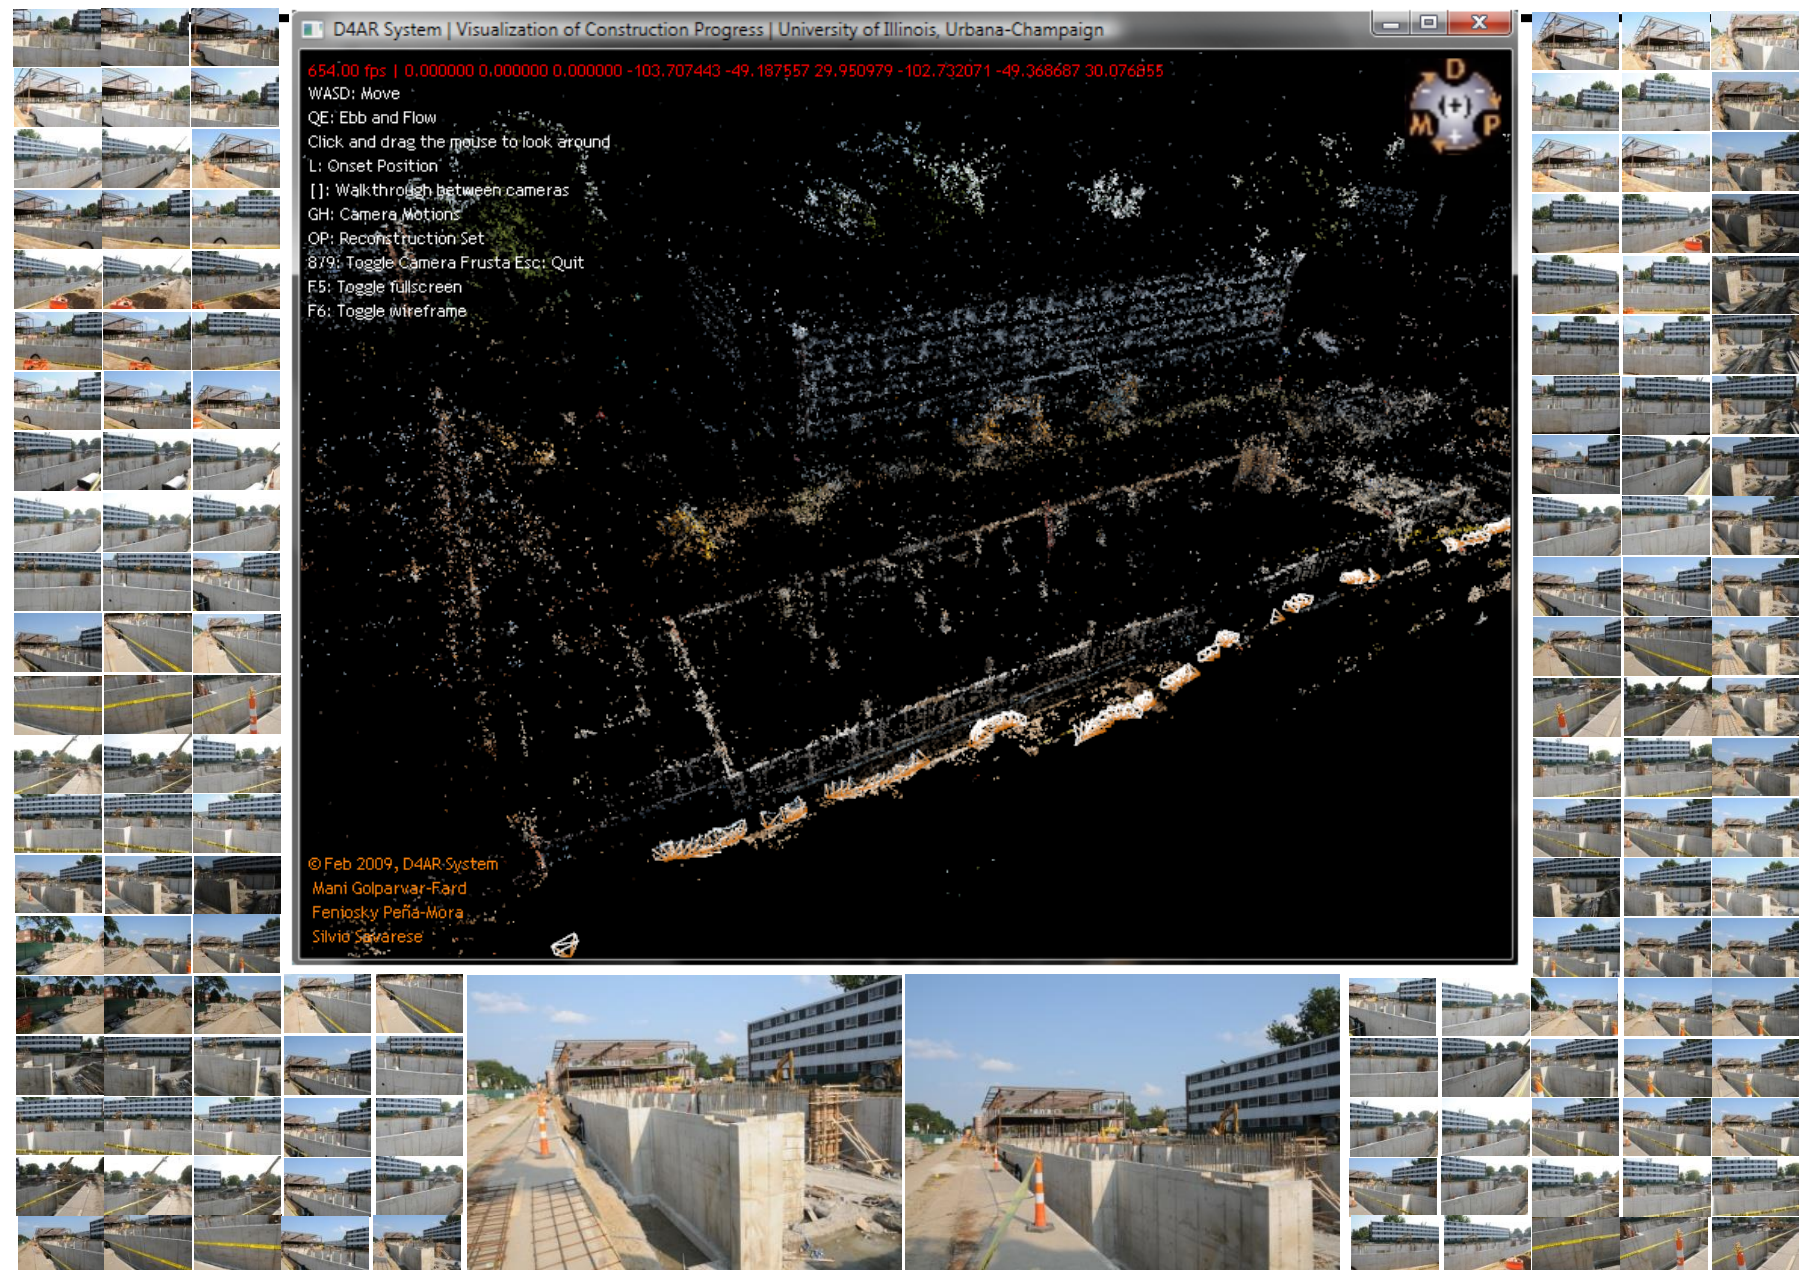 D4AR System | Visualization of Construction Progress | University of Illinois, Urbana-Champaign
654.00 fps | 0.000000 0.000000 0.000000 -103.707443 -49.187557 29.950979 -102.732071 -49.368687 30.076855
WASD: Move
QE: Ebb and Flow
Click and drag the mouse to look around
L: Onset Position
[]: Walkthrough between cameras
GH: Camera Motions
OP: Reconstruction Set
879: Toggle Camera Frusta Esc: Quit
F5: Toggle fullscreen
F6: Toggle wireframe
D
M P
© Feb 2009, D4AR System
Mani Golparvar-Fard
Feniosky Peña-Mora
Silvio Savarese